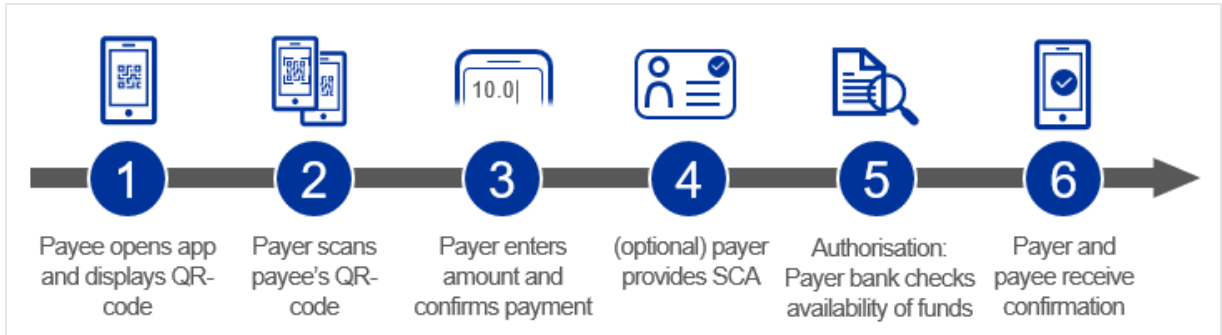 10.0
1
2
3
4
5
6
Payee opens app
and displays QR-
code
Payer scans
payee's QR-
code
Payer enters
amount and
confirms payment
(optional) payer
provides SCA
Authorisation:
Payer bank checks
availability of funds
Payer and
payee receive
confirmation